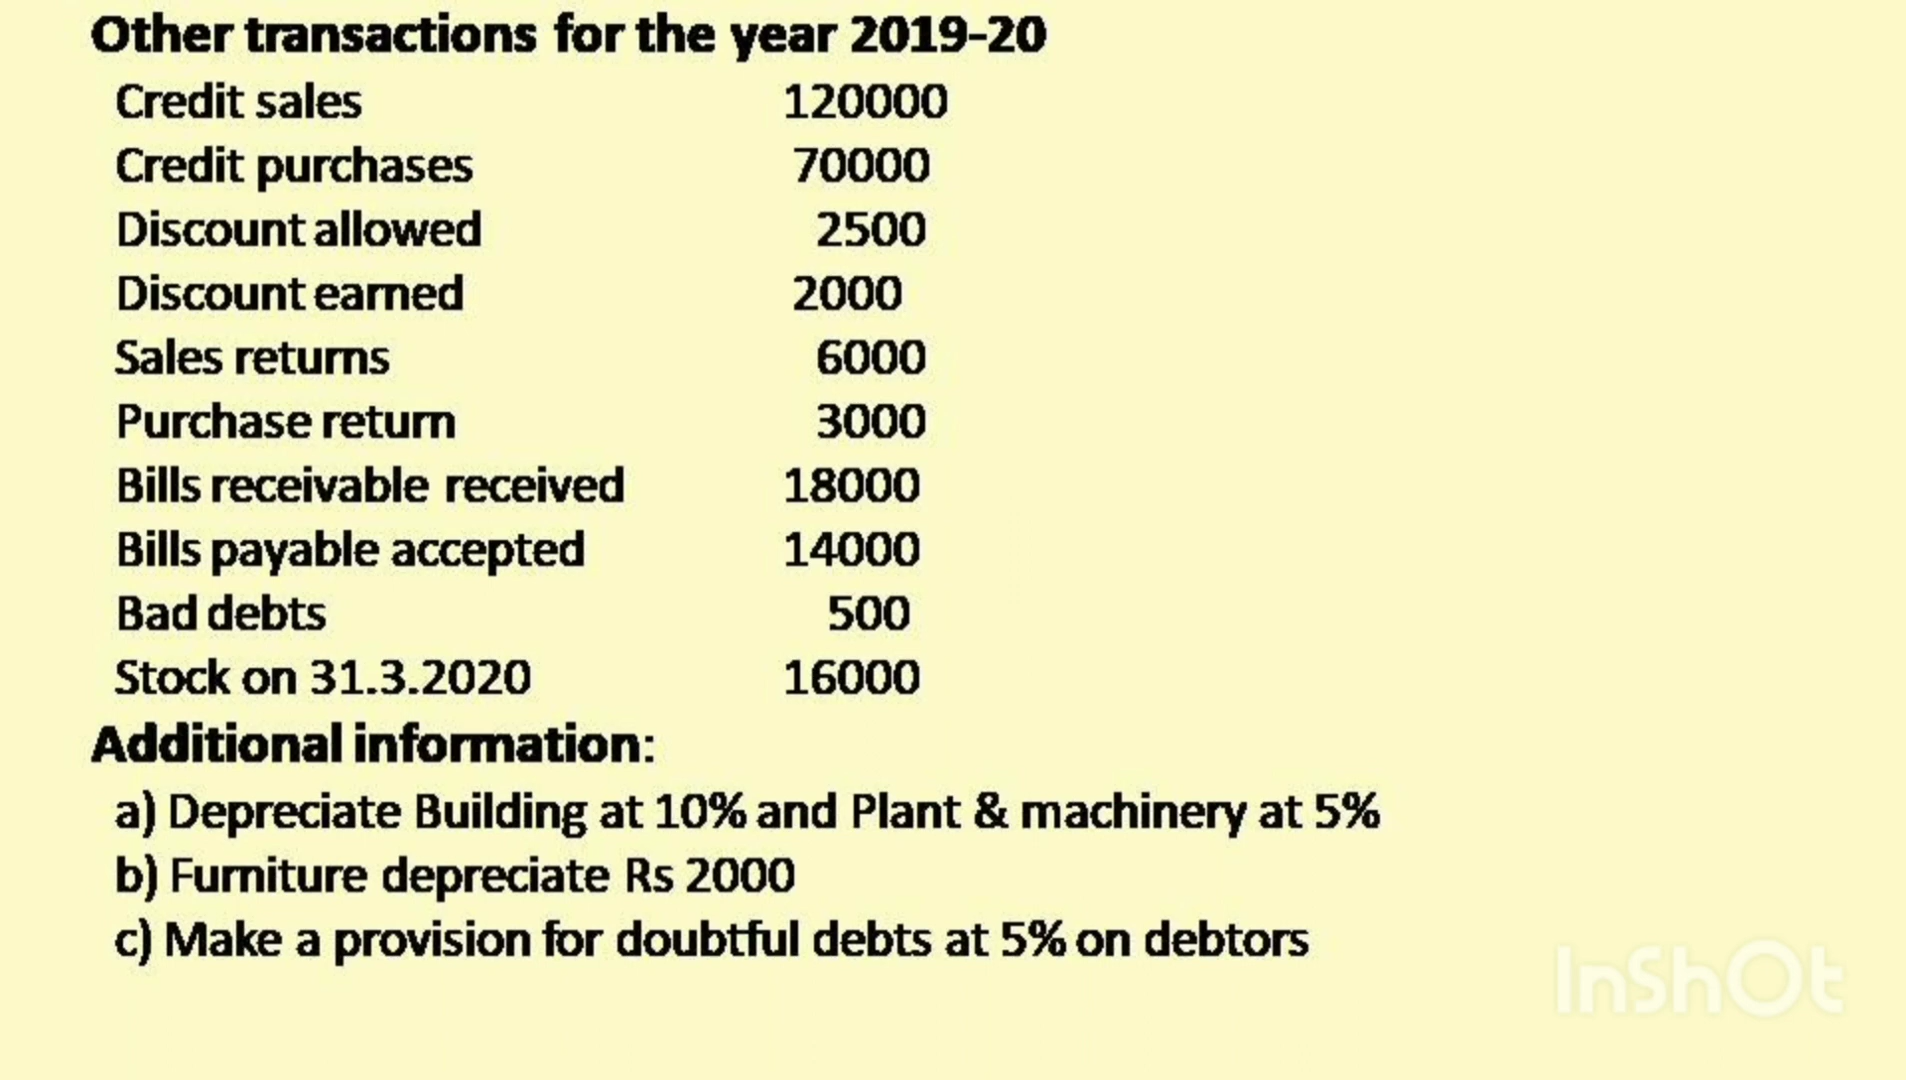 Other transactions for the year 2019-20
Credit sales 120000
Credit purchases 70000
Discount allowed 2500
Discount earned 2000
Sales returns 6000
Purchase return 3000
Bills receivable received 18000
Bills payable accepted 14000
Bad debts 500
Stock on 31.3.2020 16000
Additional information:
a) Depreciate Building at 10% and Plant & machinery at 5%
b) Furniture depreciate Rs 2000
c) Make a provision for doubtful debts at 5% on debtors
InShOt